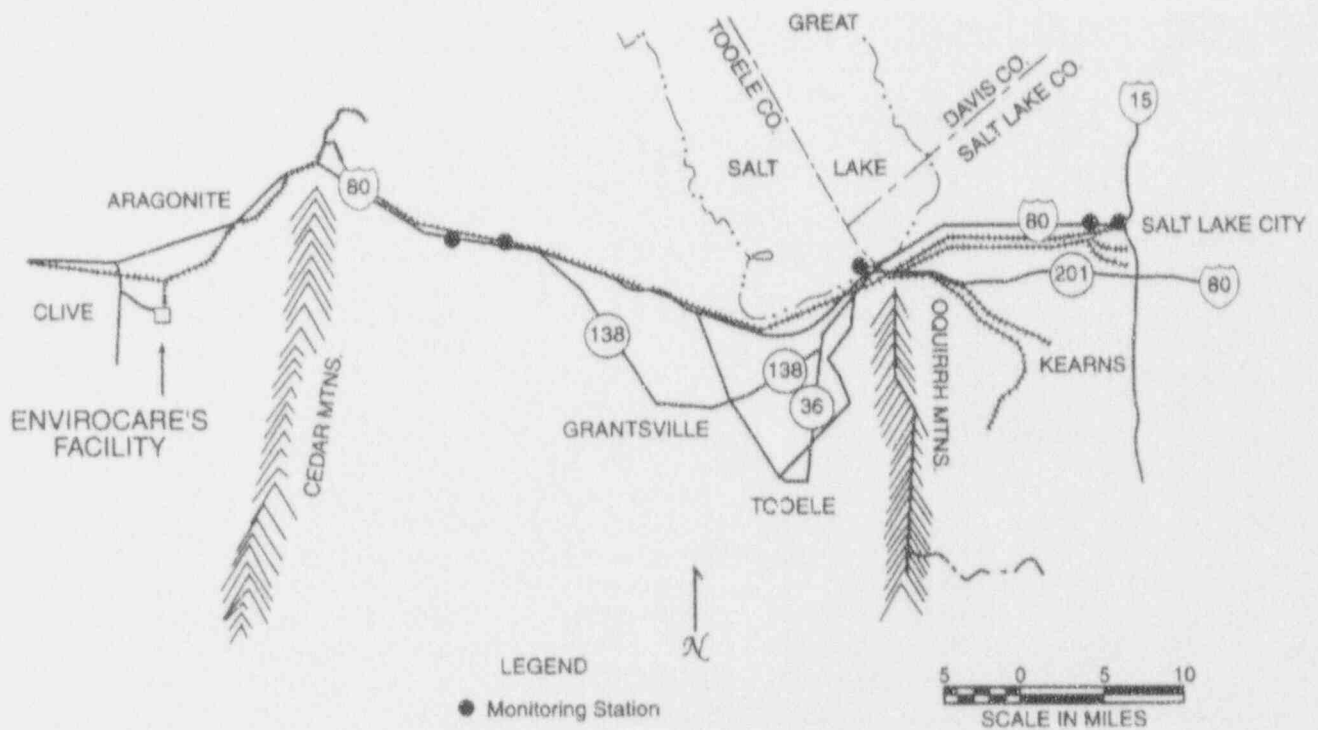 GREAT
TOOELE CO.
DAVIS CO.
SALT LAKE CO.
15
SALT
LAKE
80
ARAGONITE
80
SALT LAKE CITY
201
80
CLIVE
138
OQUIRRH MTNS.
KEARNS
138
36
ENVIROCARE'S
FACILITY
CEDAR MTNS
GRANTSVILLE
TOOELE
N
LEGEND
Monitoring Station
5 0 5 10
SCALE IN MILES